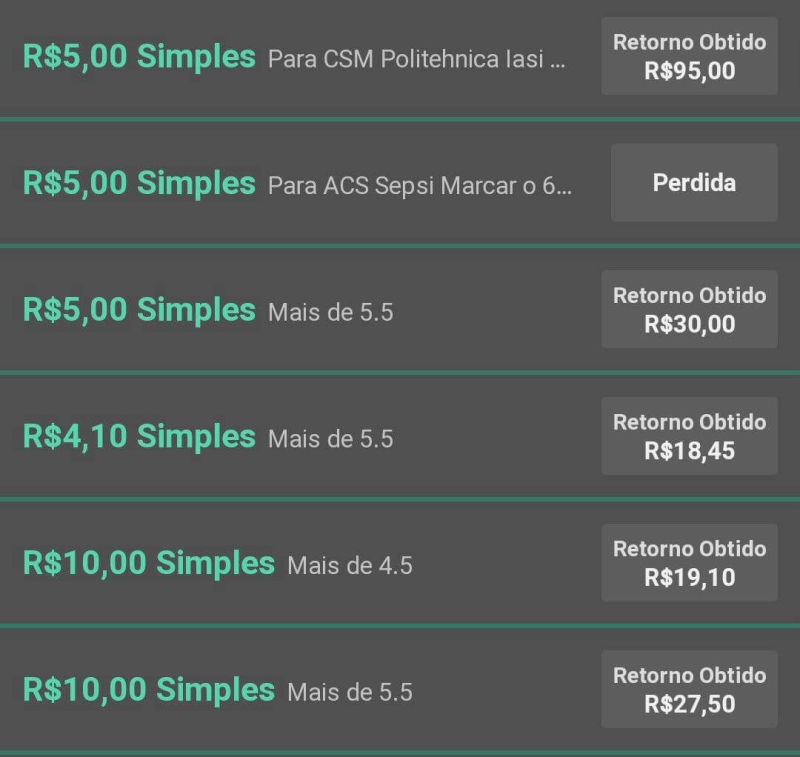 R$5,00 Simples Para CSM Politehnica Iasi ... Retorno Obtido
R$95,00
R$5,00 Simples Para ACS Sepsi Marcar o 6... Perdida
R$5,00 Simples Mais de 5.5 Retorno Obtido
R$30,00
R$4,10 Simples Mais de 5.5 Retorno Obtido
R$18,45
R$10,00 Simples Mais de 4.5 Retorno Obtido
R$19,10
R$10,00 Simples Mais de 5.5 Retorno Obtido
R$27,50